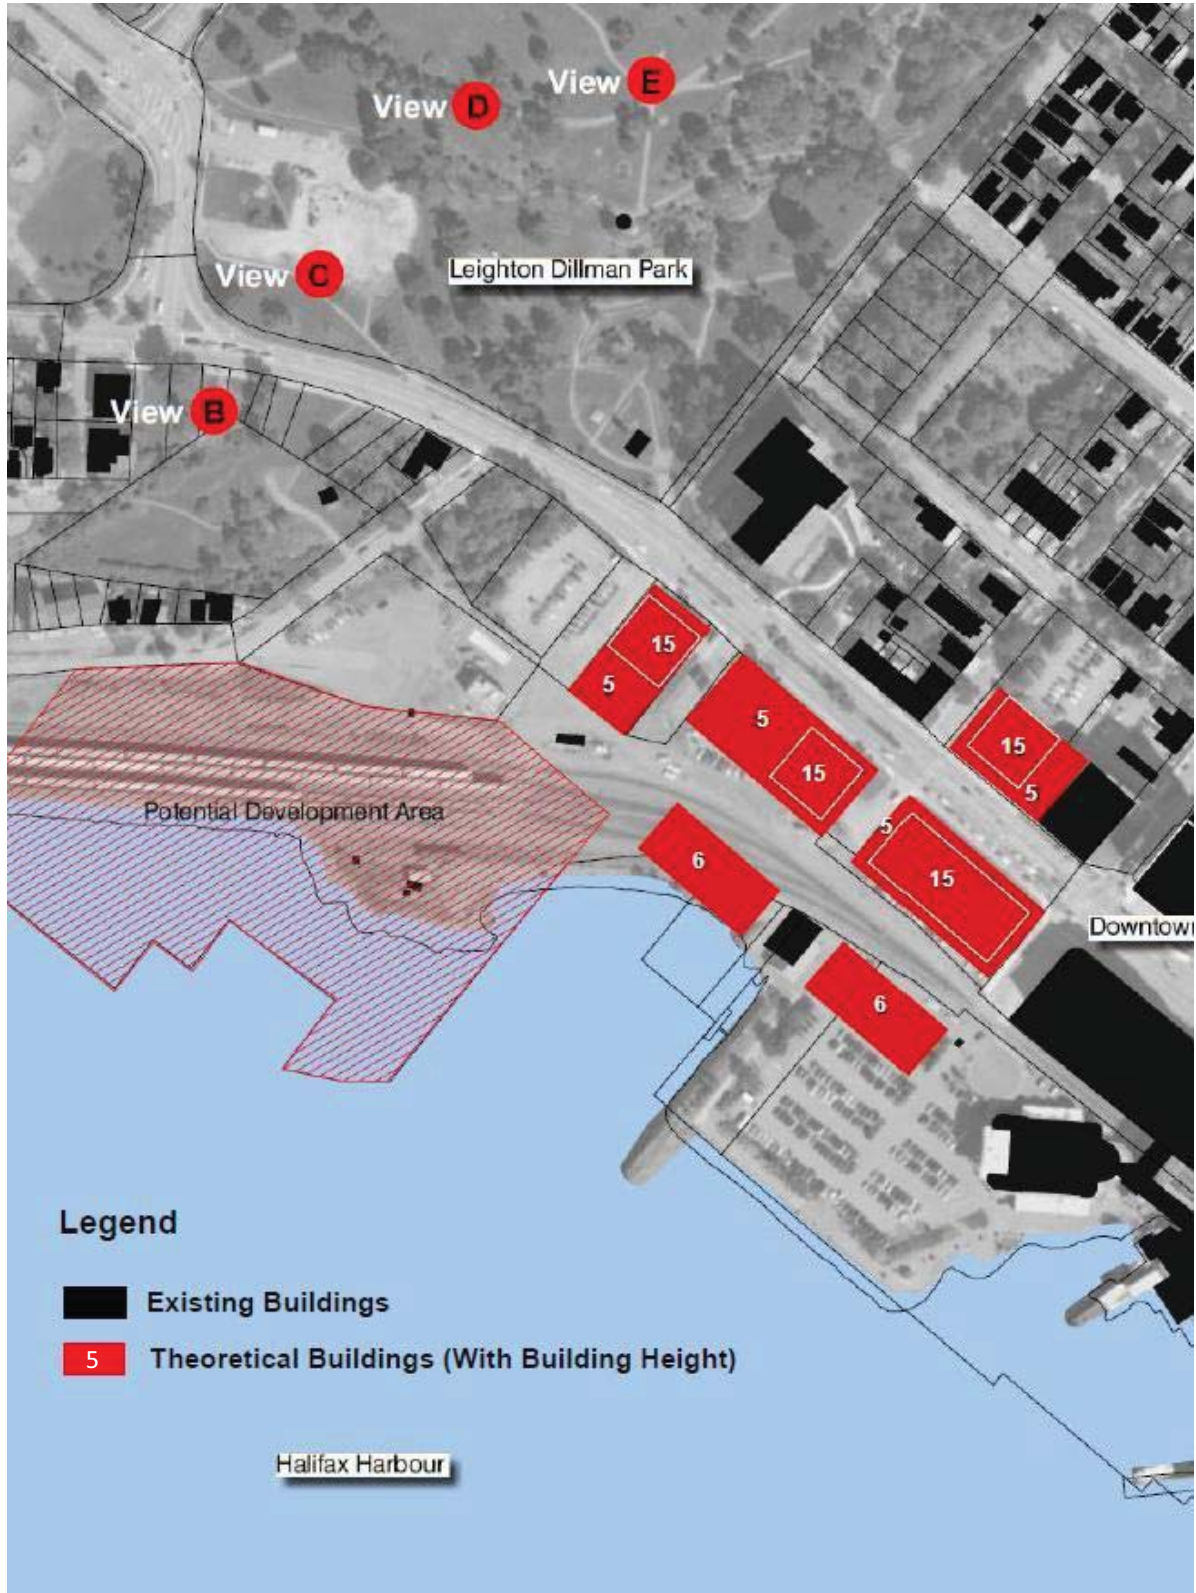 View E
View D
Leighton Dillman Park
View C
View B
15
5
5
15
15
5
5
15
Potential Development Area
6
Downtown
6
Legend
Existing Buildings
5 Theoretical Buildings (With Building Height)
Halifax Harbour